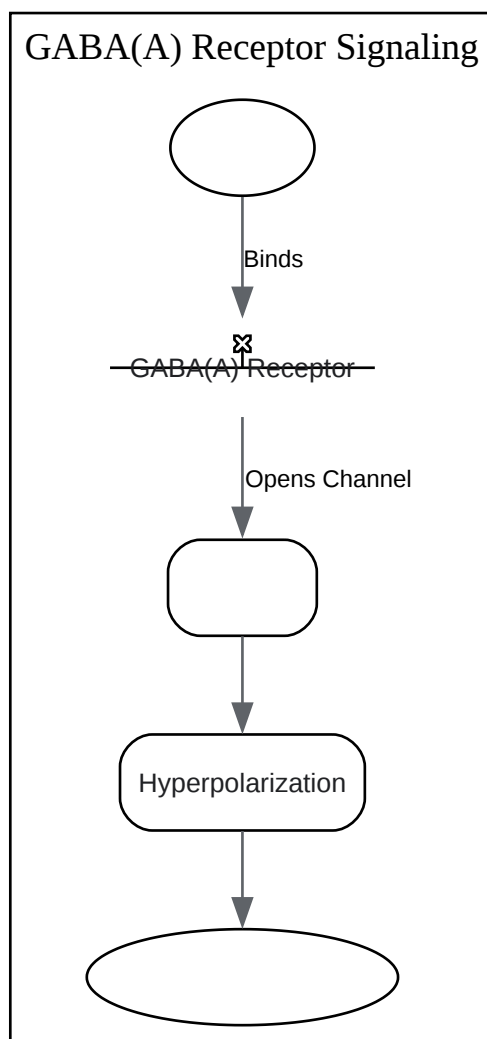 GABA(A) Receptor Signaling
Binds
GABA(A) Receptor
Opens Channel
Hyperpolarization